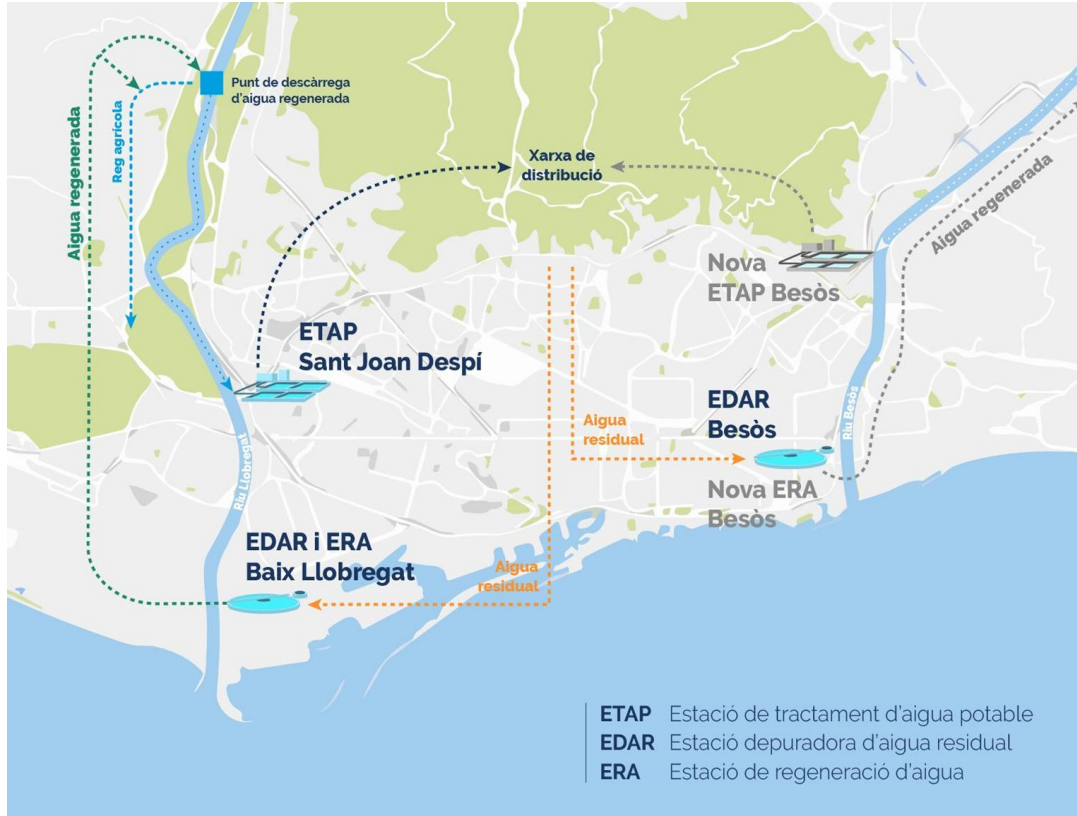 Punt de descàrrega
d'aigua regenerada
Aigua regenerada
Reg agrícola
Xarxa de
distribució
Aigua regenerada
Nova
ETAP Besòs
ETAP
Sant Joan Despí
EDAR
Besòs
Riu Besòs
Aigua
residual
Nova ERA
Besòs
Riu Llobregat
EDAR i ERA
Baix Llobregat
Aigua
residual
ETAP Estació de tractament d'aigua potable
EDAR Estació depuradora d'aigua residual
ERA Estació de regeneració d'aigua